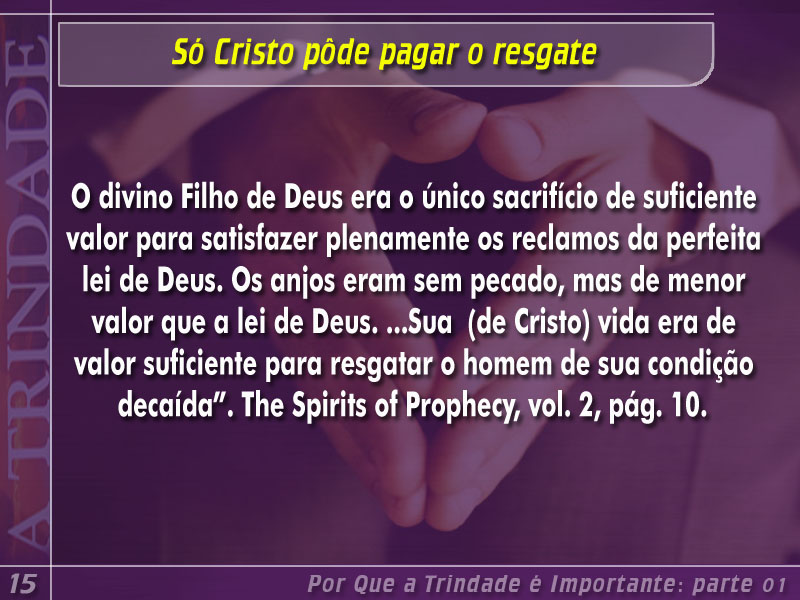 Só Cristo pôde pagar o resgate
A TRINDADE
O divino Filho de Deus era o único sacrifício de suficiente
valor para satisfazer plenamente os reclamos da perfeita
lei de Deus. Os anjos eram sem pecado, mas de menor
valor que a lei de Deus. ...Sua  (de Cristo) vida era de
valor suficiente para resgatar o homem de sua condição
decaída”. The Spirits of Prophecy, vol. 2, pág. 10.
15
Por Que a Trindade é Importante: parte 01